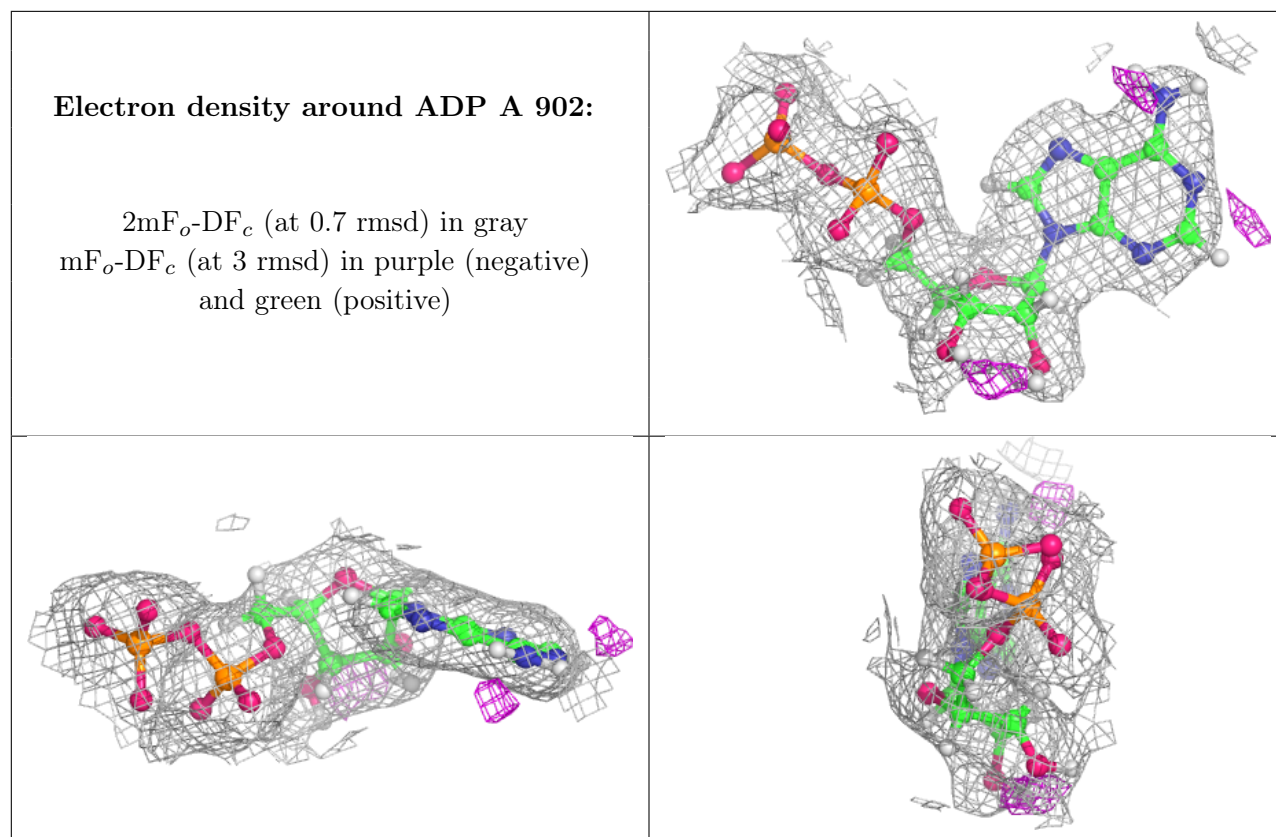 Electron density around ADP A 902:
2mFo-DFc (at 0.7 rmsd) in gray
mFo-DFc (at 3 rmsd) in purple (negative)
and green (positive)